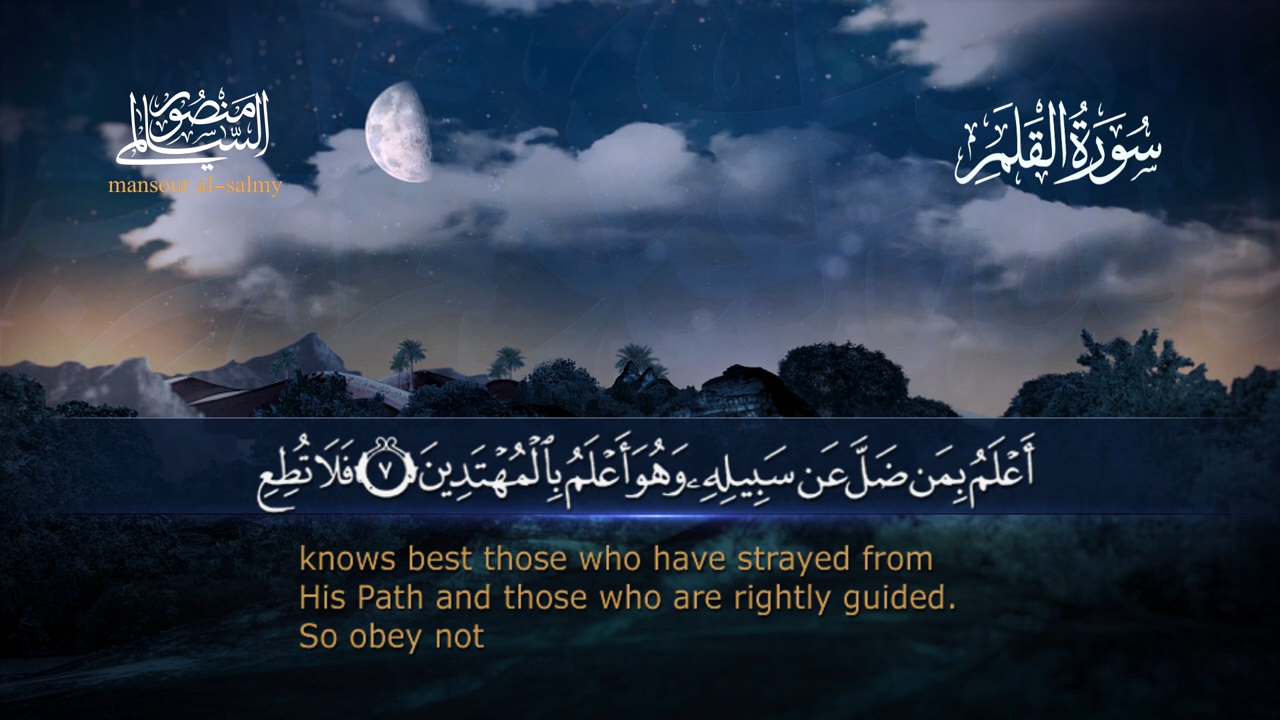 منصور السالمي
mansour al-salmy
سُورَةُ القَلَمِ
أَعْلَمُ بِمَن ضَلَّ عَن سَبِيلِهِۦ وَهُوَ أَعْلَمُ بِٱلْمُهْتَدِينَ ٧ فَلَا تُطِعِ
knows best those who have strayed from
His Path and those who are rightly guided.
So obey not